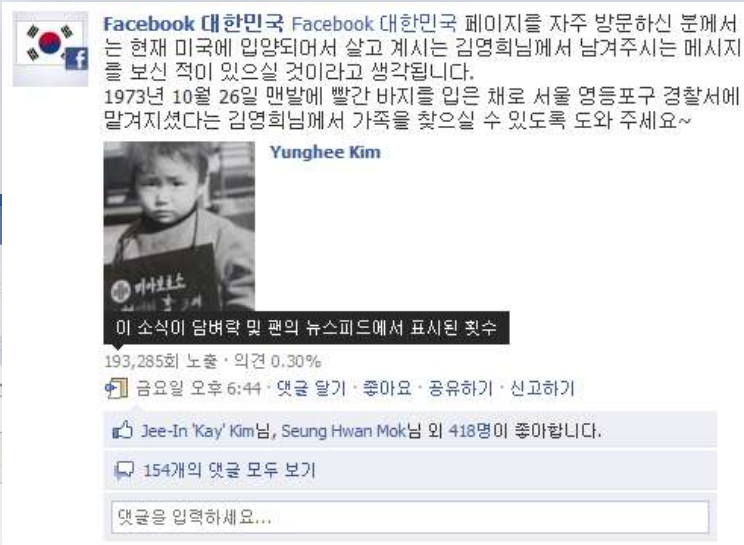 Facebook 대한민국 Facebook 대한민국 페이지를 자주 방문하신 분께서
는 현재 미국에 입양되어서 살고 계시는 김영희님께서 남겨주시는 메시지
를 보신 적이 있으실 것이라고 생각됩니다.
1973년 10월 26일 맨발에 빨간 바지를 입은 채로 서울 영등포구 경찰서에
맡겨지셨다는 김영희님께서 가족을 찾으실 수 있도록 도와 주세요~
Yunghee Kim
미아보호소
이 소식이 담벼락 및 팬의 뉴스피드에서 표시된 횟수
193,285회 노출 · 의견 0.30%
금요일 오후 6:44 · 댓글 달기 · 좋아요 · 공유하기 · 신고하기
Jee-In 'Kay' Kim님, Seung Hwan Mok님 외 418명이 좋아합니다.
154개의 댓글 모두 보기
댓글을 입력하세요...